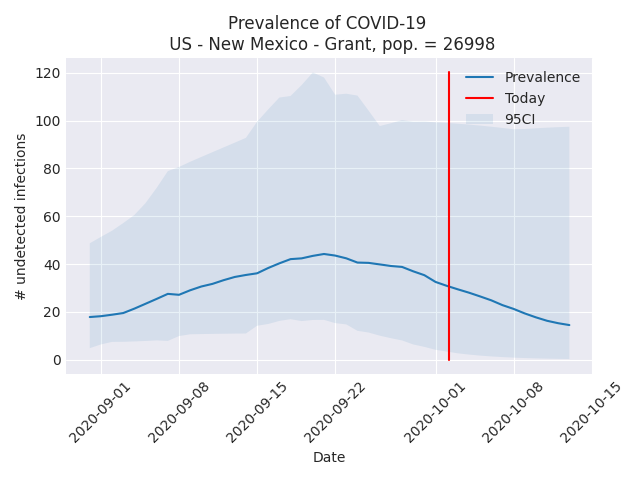 Prevalence of COVID-19
US - New Mexico - Grant, pop. = 26998
Prevalence
Today
95CI
120
100
80
60
40
20
0
# undetected infections
2020-09-01
2020-09-08
2020-09-15
2020-09-22
2020-10-01
2020-10-08
2020-10-15
Date